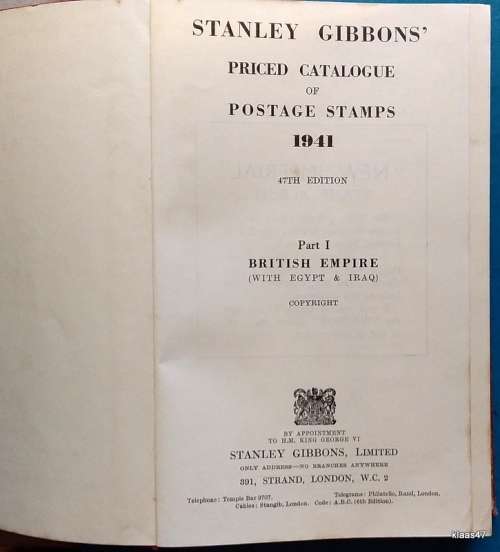 STANLEY GIBBONS'
PRICED CATALOGUE
OF
POSTAGE STAMPS
1941
47TH EDITION
Part I
BRITISH EMPIRE
(WITH EGYPT & IRAQ)
COPYRIGHT
BY APPOINTMENT
TO H.M. KING GEORGE VI
STANLEY GIBBONS, LIMITED
ONLY ADDRESS—NO BRANCHES ANYWHERE
391, STRAND, LONDON, W.C. 2
Telephone: Temple Bar 9707. Telegrams: Philatelic, Rand, London.
Cables: Stangib, London. Code: A.B.C. (6th Edition).
klaas47